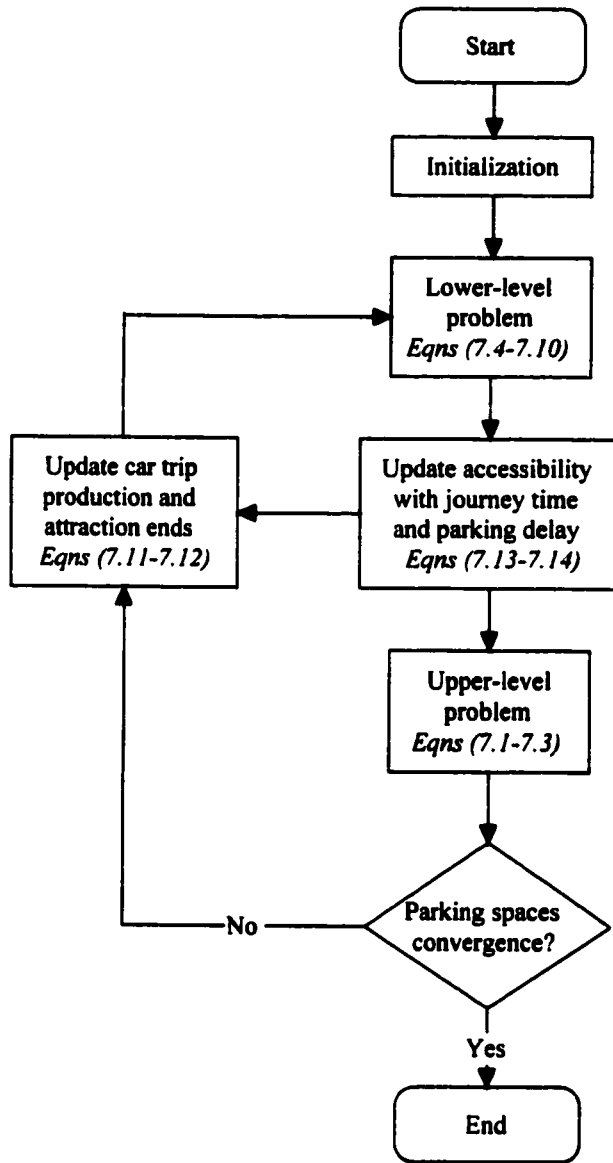 Start
Initialization
Lower-level
problem
Eqns (7.4-7.10)
Update car trip
production and
attraction ends
Eqns (7.11-7.12)
Update accessibility
with journey time
and parking delay
Eqns (7.13-7.14)
Upper-level
problem
Eqns (7.1-7.3)
Parking spaces
convergence?
No
Yes
End